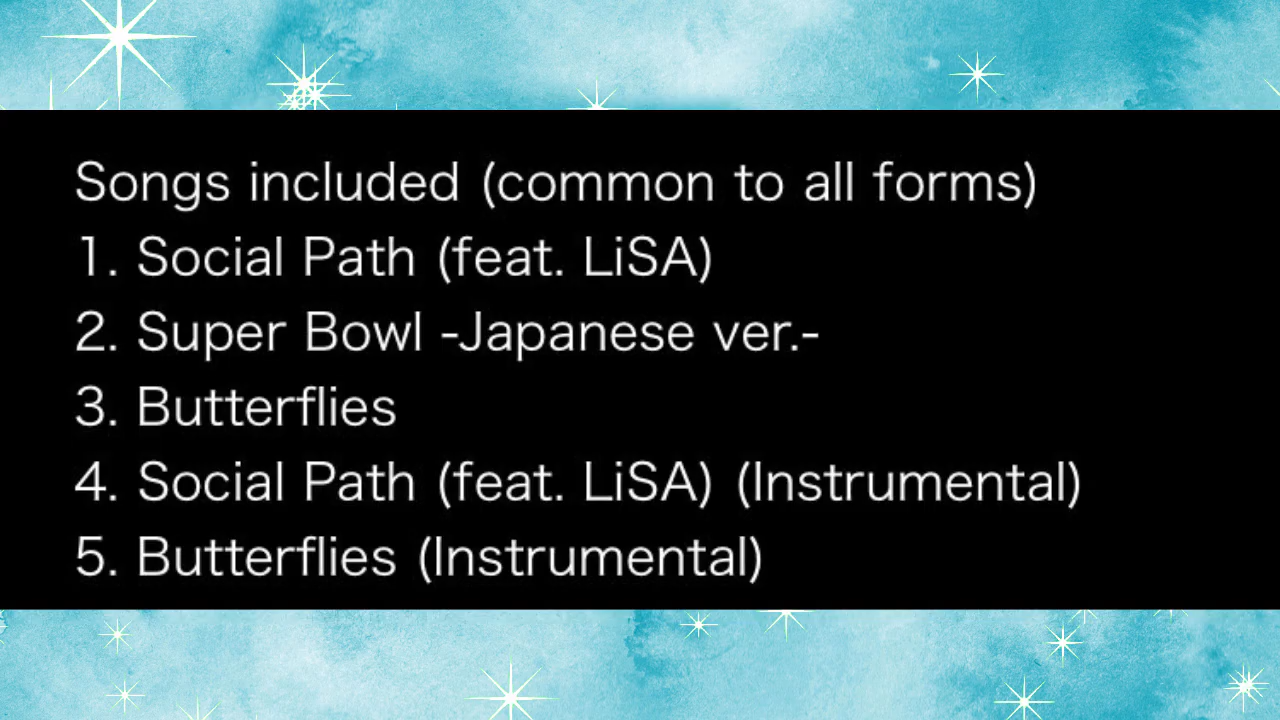 Songs included (common to all forms)
1. Social Path (feat. LiSA)
2. Super Bowl -Japanese ver.-
3. Butterflies
4. Social Path (feat. LiSA) (Instrumental)
5. Butterflies (Instrumental)